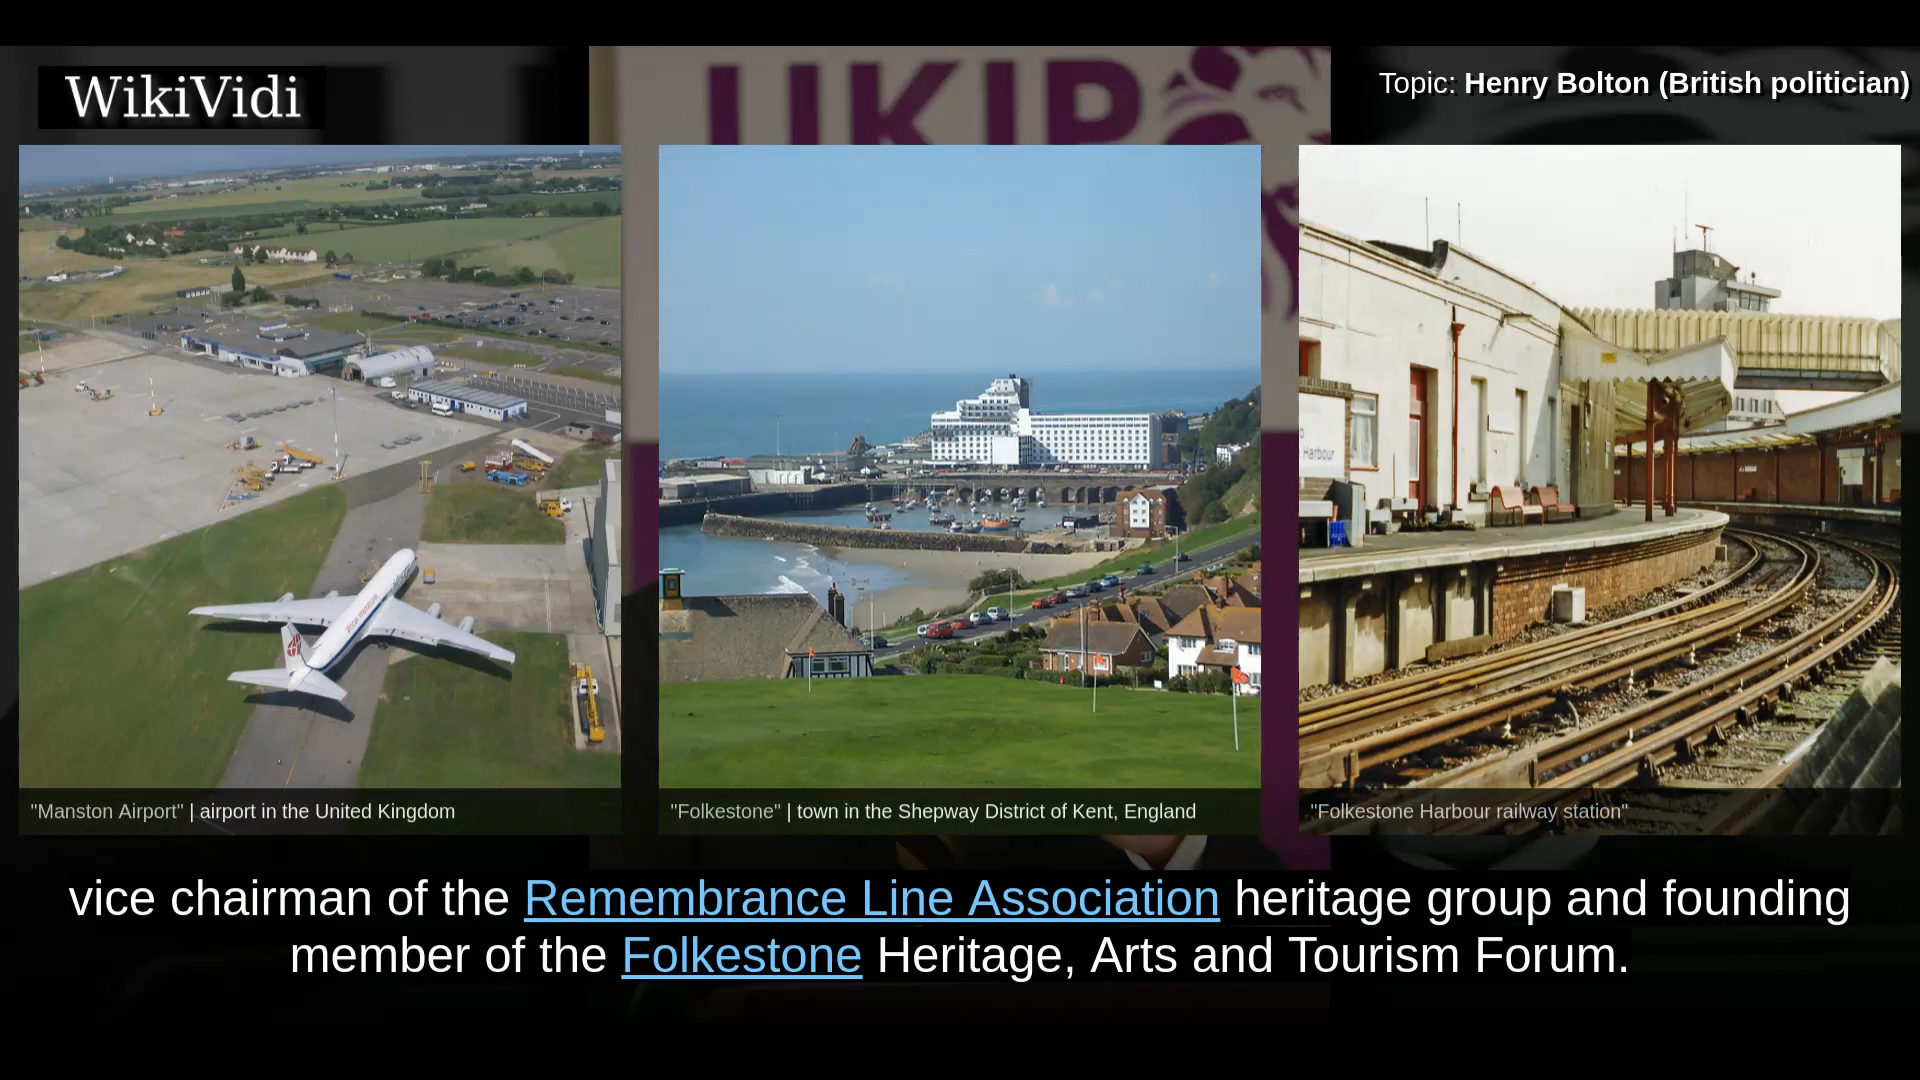 WikiVidi
Topic: Henry Bolton (British politician)
UKIP
Harbour
"Manston Airport" | airport in the United Kingdom
"Folkestone" | town in the Shepway District of Kent, England
"Folkestone Harbour railway station"
vice chairman of the Remembrance Line Association heritage group and founding
member of the Folkestone Heritage, Arts and Tourism Forum.